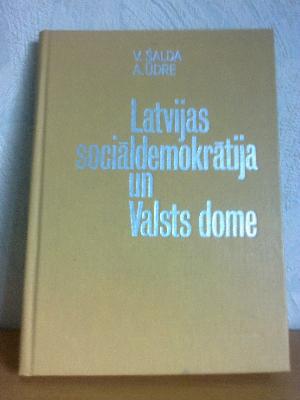 V. ŠALDA
A. ŪDRE
Latvijas
sociāldemokrātija
un
Valsts dome